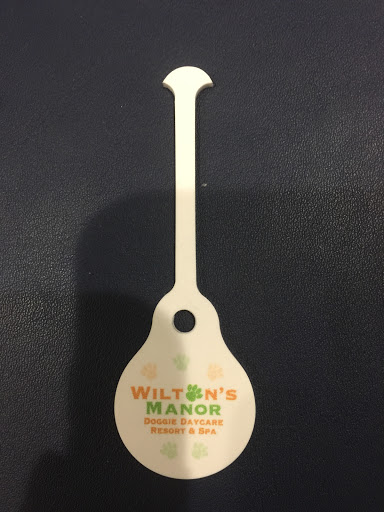 WILTON'S
MANOR
DOGGIE DAYCARE
RESORT & SPA